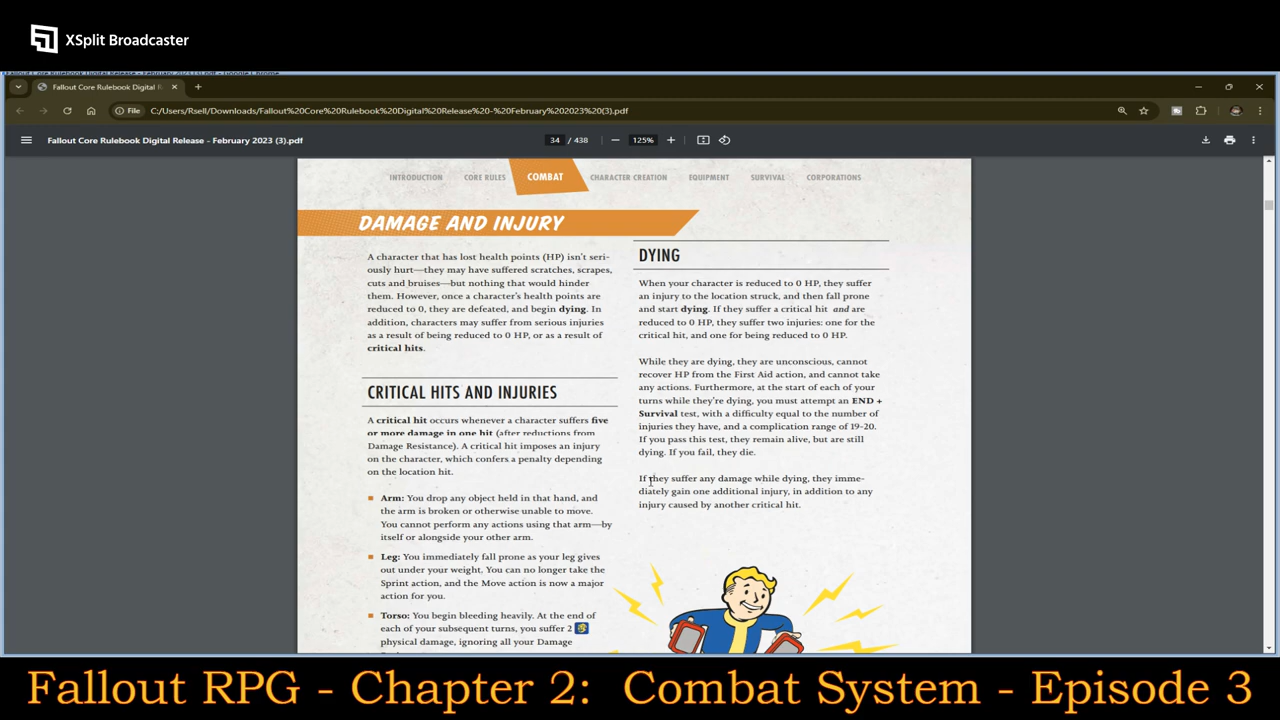 XSplit Broadcaster
Fallout Core Rulebook Digital Release - February 2023 (3).pdf - Google Chrome
Fallout Core Rulebook Digital R
File
C:/Users/Rsell/Downloads/Fallout%20Core%20Rulebook%20Digital%20Release%20-%20February%202023%20(3).pdf
Fallout Core Rulebook Digital Release - February 2023 (3).pdf
34 / 438
125%
INTRODUCTION CORE RULES COMBAT CHARACTER CREATION EQUIPMENT SURVIVAL CORPORATIONS
DAMAGE AND INJURY
A character that has lost health points (HP) isn't seri-
ously hurt—they may have suffered scratches, scrapes,
cuts and bruises—but nothing that would hinder
them. However, once a character's health points are
reduced to 0, they are defeated, and begin dying. In
addition, characters may suffer from serious injuries
as a result of being reduced to 0 HP, or as a result of
critical hits.
CRITICAL HITS AND INJURIES
A critical hit occurs whenever a character suffers five
or more damage in one hit (after reductions from
Damage Resistance). A critical hit imposes an injury
on the character, which confers a penalty depending
on the location hit.
Arm: You drop any object held in that hand, and
the arm is broken or otherwise unable to move.
You cannot perform any actions using that arm—by
itself or alongside your other arm.
Leg: You immediately fall prone as your leg gives
out under your weight. You can no longer take the
Sprint action, and the Move action is now a major
action for you.
Torso: You begin bleeding heavily. At the end
of each of your subsequent turns, you suffer 2
physical damage, ignoring all your Damage
DYING
When your character is reduced to 0 HP, they suffer
an injury to the location struck, and then fall prone
and start dying. If they suffer a critical hit and are
reduced to 0 HP, they suffer two injuries: one for the
critical hit, and one for being reduced to 0 HP.
While they are dying, they are unconscious, cannot
recover HP from the First Aid action, and cannot take
any actions. Furthermore, at the start of each of your
turns while they're dying, you must attempt an END +
Survival test, with a difficulty equal to the number of
injuries they have, and a complication range of 19-20.
If you pass this test, they remain alive, but are still
dying. If you fail, they die.
If they suffer any damage while dying, they imme-
diately gain one additional injury, in addition to any
injury caused by another critical hit.
Fallout RPG - Chapter 2: Combat System - Episode 3